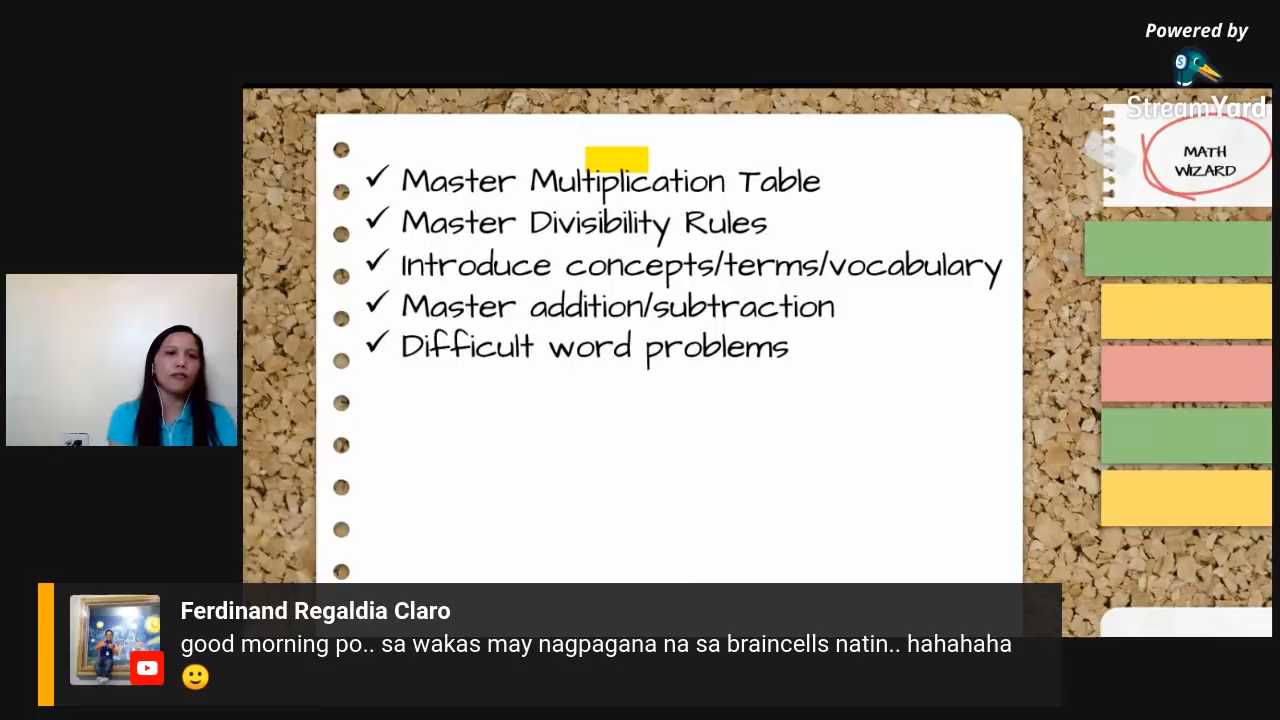 Powered by
StreamYard
MATH
WIZARD
✓ Master Multiplication Table
✓ Master Divisibility Rules
✓ Introduce concepts/terms/vocabulary
✓ Master addition/subtraction
✓ Difficult word problems
Ferdinand Regaldia Claro
good morning po.. sa wakas may nagpagana na sa braincells natin.. hahahaha
🙂